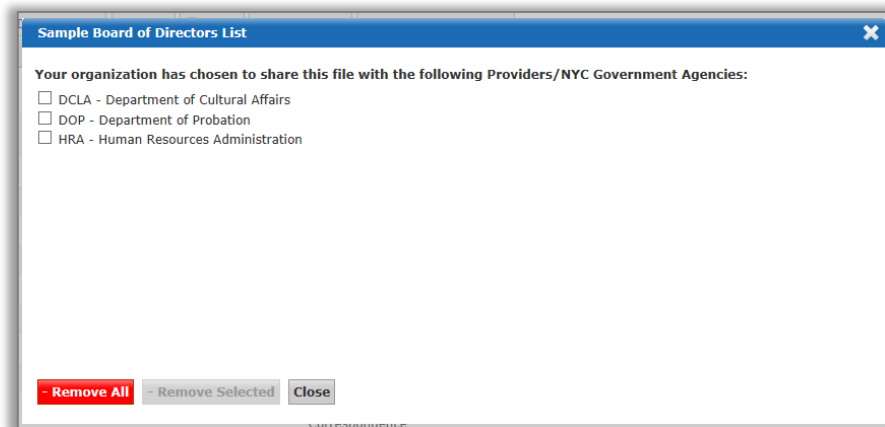 Sample Board of Directors List
Your organization has chosen to share this file with the following Providers/NYC Government Agencies:
DCLA - Department of Cultural Affairs
DOP - Department of Probation
HRA - Human Resources Administration
- Remove All - Remove Selected Close
Correspondence